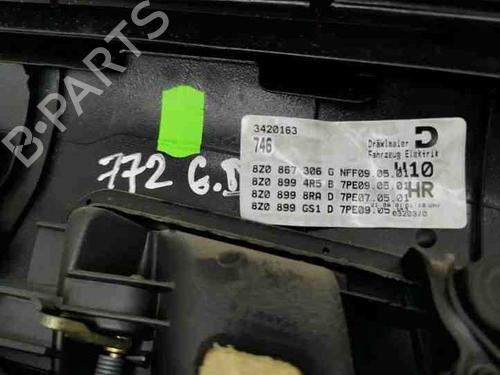 3420163
746
Dräxlmaier
Fahrzeug Elektrik
D
8Z0 867 306 G NFF09.05.01
8Z0 899 4R5 B 7PE09.05.01
8Z0 899 8RA D 7PE07.05.01
8Z0 899 GS1 D 7PE09.05
W10
HR
772 G.D
B-PARTS